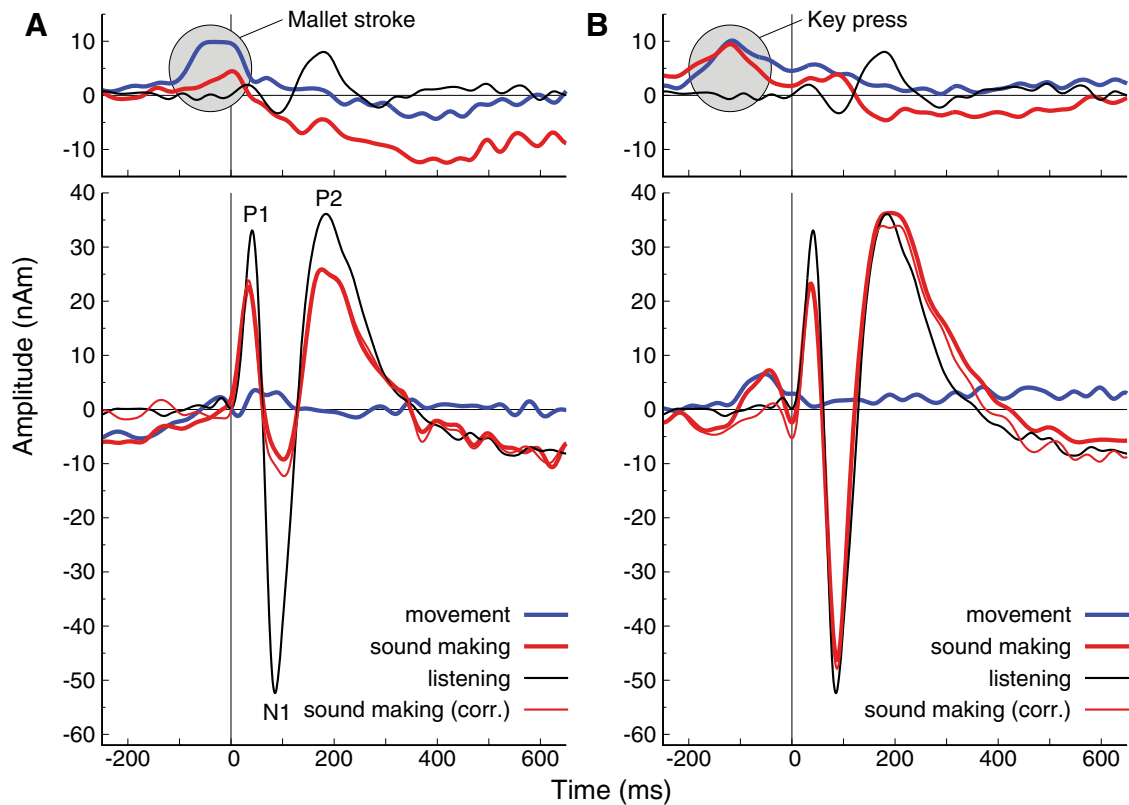 A
Mallet stroke
B
Key press
10
0
-10
10
0
-10
40
30
20
10
0
-10
-20
-30
-40
-50
-60
P1
P2
N1
movement
sound making
listening
sound making (corr.)
-200
0
200
400
600
40
30
20
10
0
-10
-20
-30
-40
-50
-60
movement
sound making
listening
sound making (corr.)
-200
0
200
400
600
Amplitude (nAm)
Time (ms)